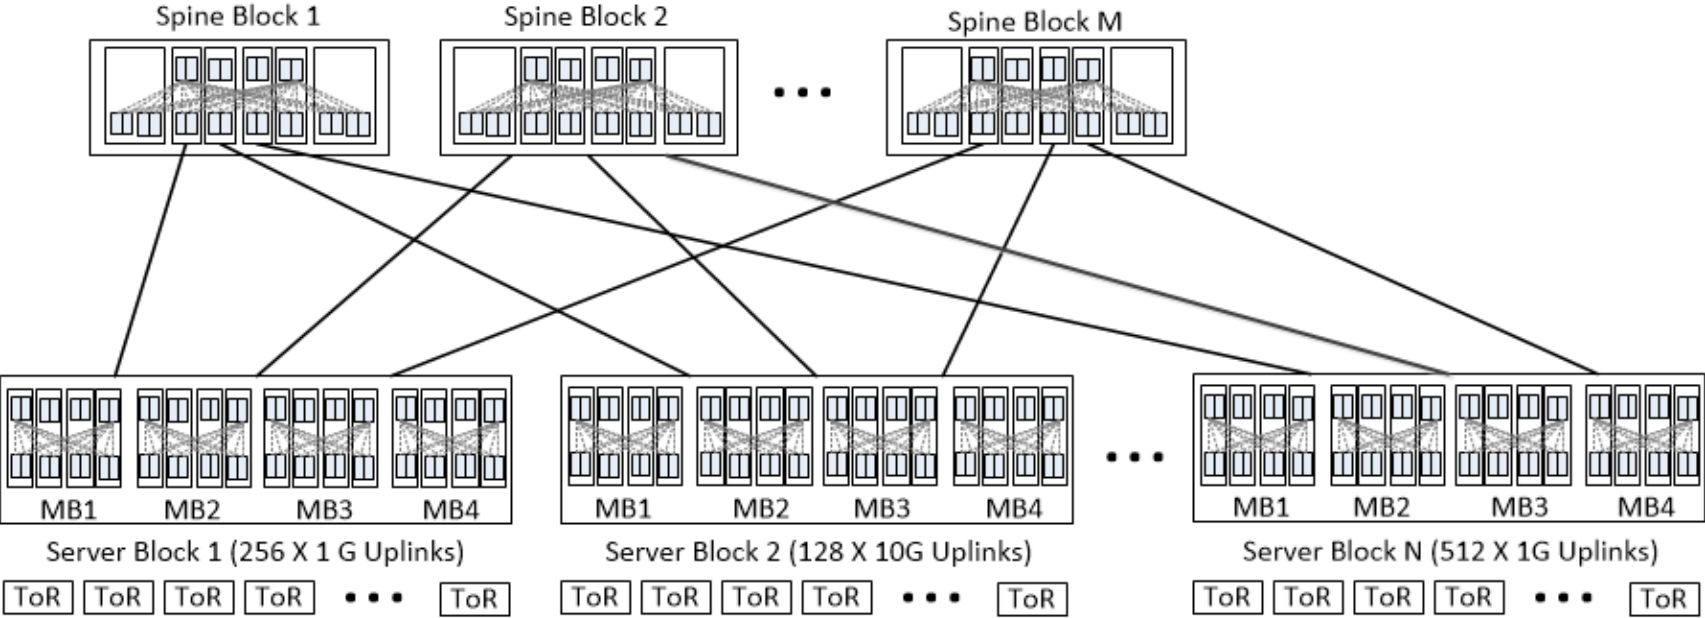 Spine Block 1
Spine Block 2
Spine Block M
MB1 MB2 MB3 MB4
MB1 MB2 MB3 MB4
MB1 MB2 MB3 MB4
Server Block 1 (256 X 1 G Uplinks)
Server Block 2 (128 X 10G Uplinks)
Server Block N (512 X 1G Uplinks)
ToR ToR ToR ToR ••• ToR
ToR ToR ToR ToR ••• ToR
ToR ToR ToR ToR ••• ToR